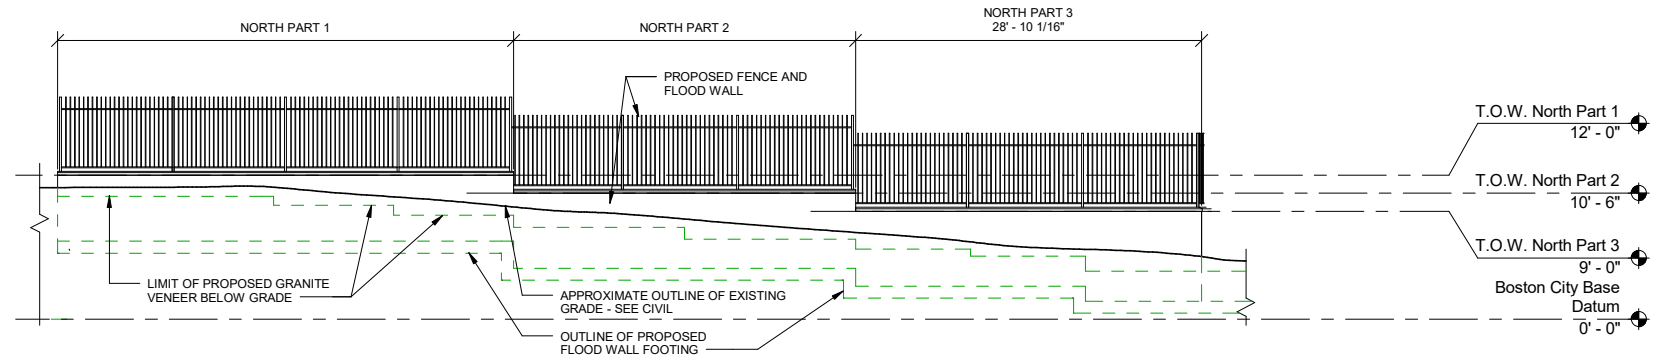 NORTH PART 1
NORTH PART 2
NORTH PART 3
28' - 10 1/16"
PROPOSED FENCE AND
FLOOD WALL
T.O.W. North Part 1
12' - 0"
T.O.W. North Part 2
10' - 6"
T.O.W. North Part 3
9' - 0"
Boston City Base
Datum
0' - 0"
LIMIT OF PROPOSED GRANITE
VENEER BELOW GRADE
APPROXIMATE OUTLINE OF EXISTING
GRADE - SEE CIVIL
OUTLINE OF PROPOSED
FLOOD WALL FOOTING